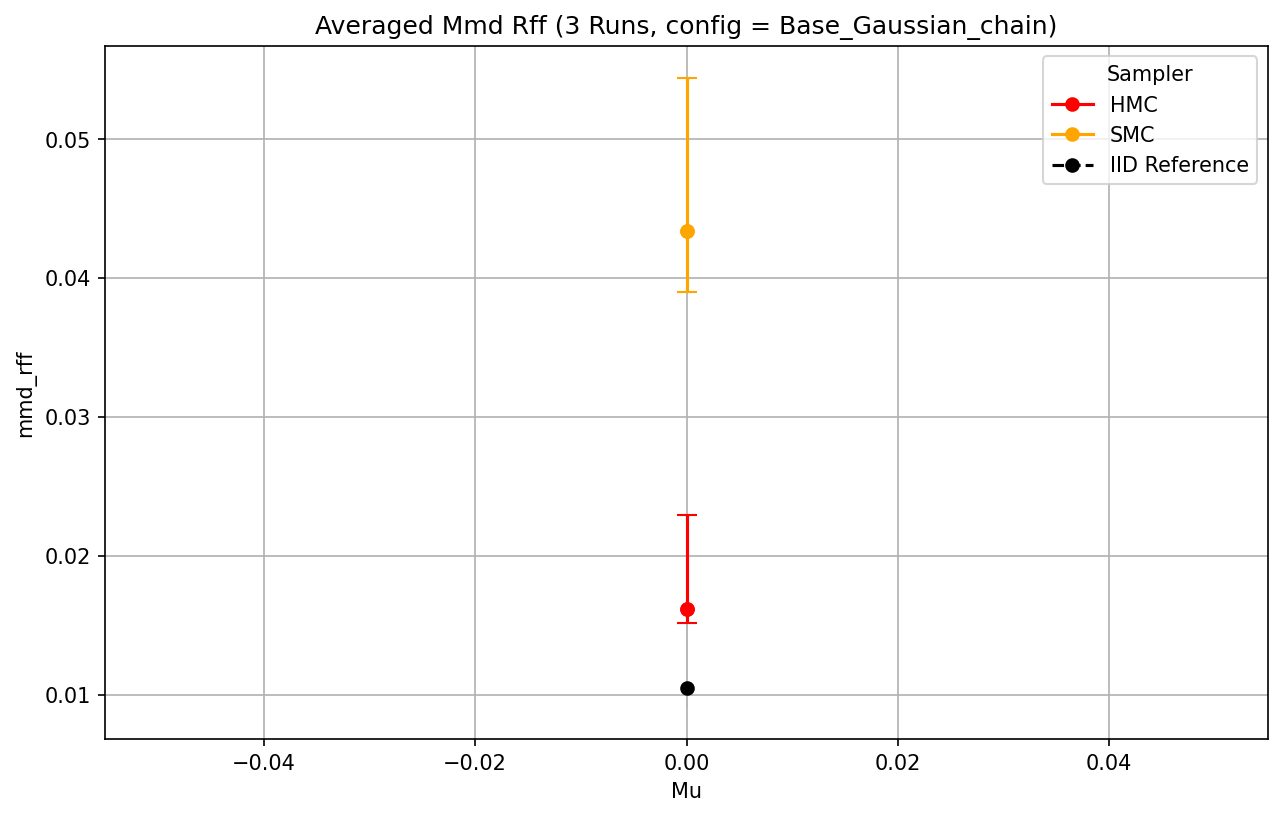 Averaged Mmd Rff (3 Runs, config = Base_Gaussian_chain)
Sampler
HMC
SMC
IID Reference
0.05
0.04
0.03
0.02
0.01
mmd_rff
−0.04
−0.02
0.00
0.02
0.04
Mu